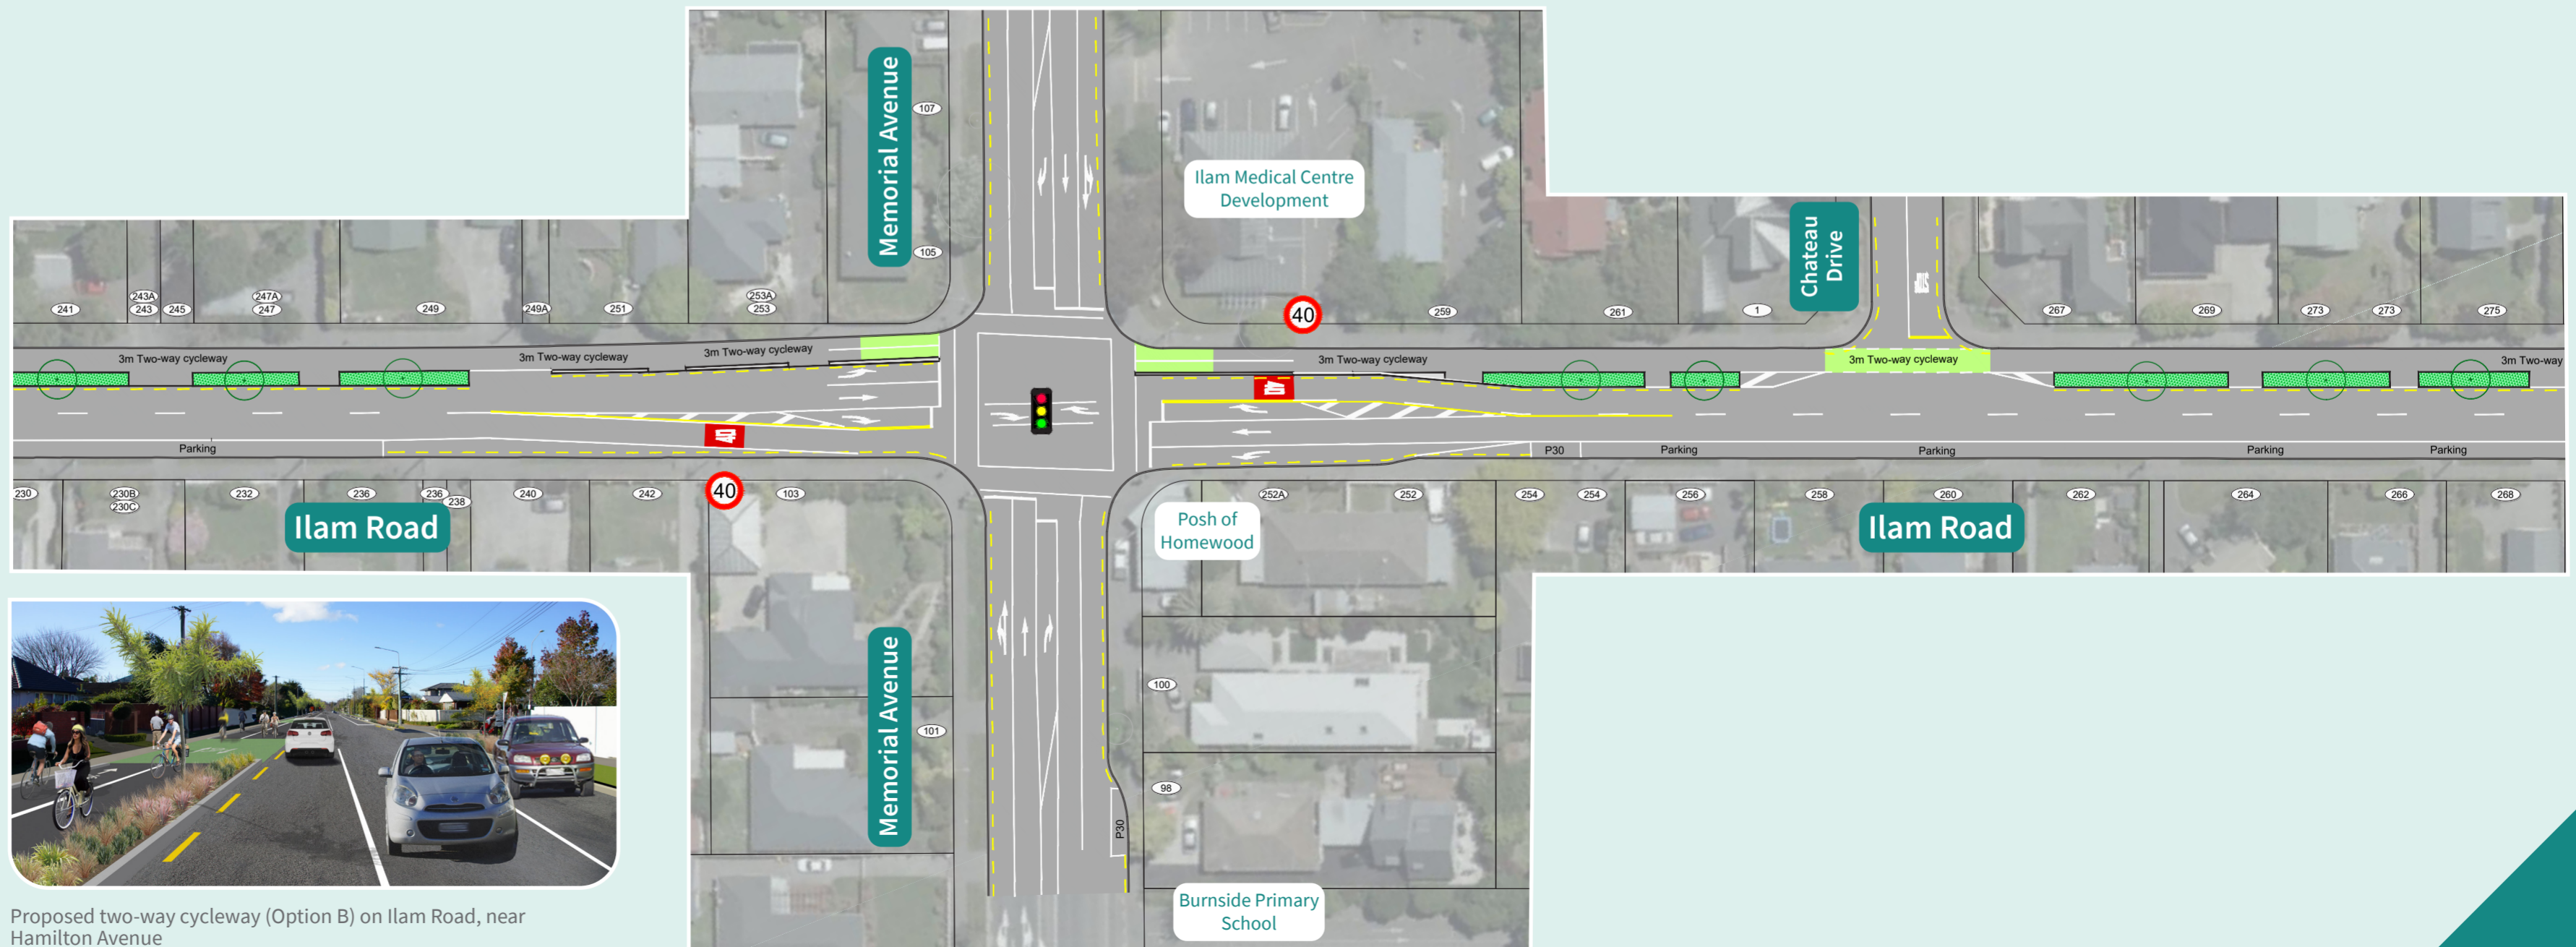 Memorial Avenue
107
105
Ilam Medical Centre
Development
Chateau
Drive
STOP
241
243A
243
245
247A
247
249
249A
251
253A
253
40
259
261
1
267
269
273
273
275
3m Two-way cycleway
3m Two-way cycleway
3m Two-way cycleway
3m Two-way cycleway
3m Two-way cycleway
3m Two-way
40
40
Parking
P30
Parking
Parking
Parking
Parking
230
230B
230C
232
236
236
238
240
242
40
103
252A
252
254
254
256
258
260
262
264
266
268
Ilam Road
Posh of
Homewood
Ilam Road
Memorial Avenue
101
100
98
P30
Burnside Primary
School
Proposed two-way cycleway (Option B) on Ilam Road, near
Hamilton Avenue